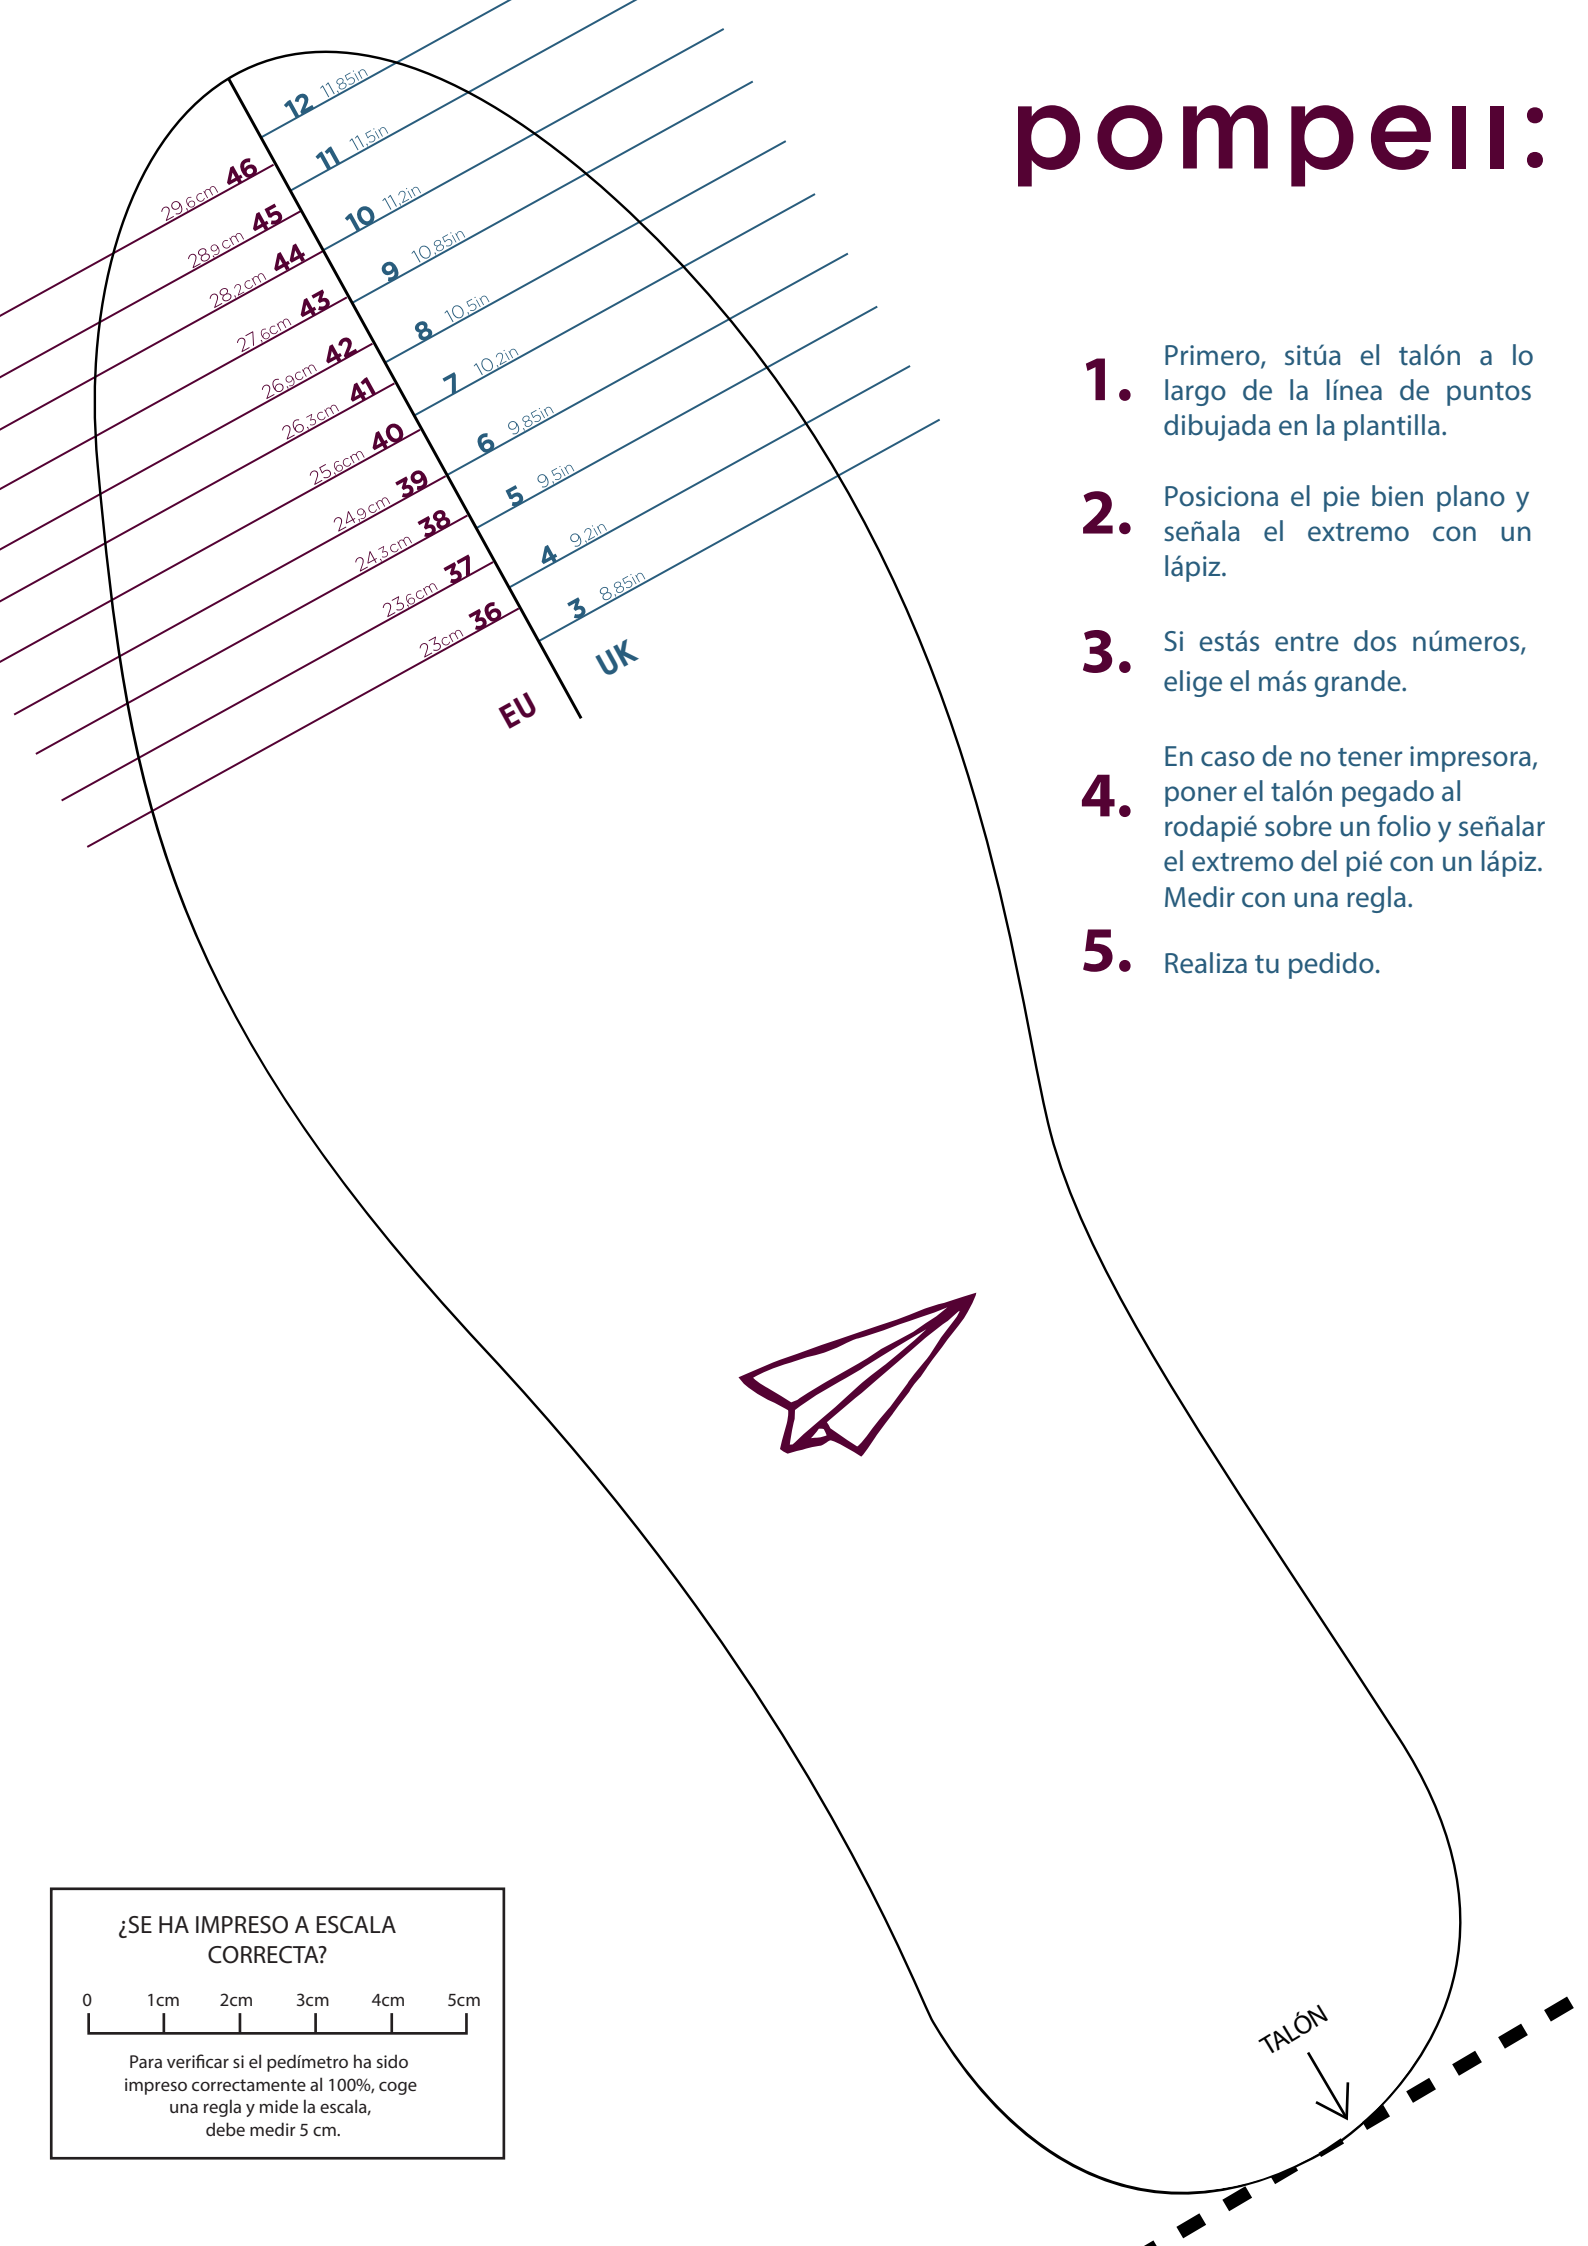 pompeii:
12 11,85in
11 11,5in
10 11,2in
9 10,85in
8 10,5in
7 10,2in
6 9,85in
5 9,5in
4 9,2in
3 8,85in
UK
29,6cm 46
28,9cm 45
28,2cm 44
27,6cm 43
26,9cm 42
26,3cm 41
25,6cm 40
24,9cm 39
24,3cm 38
23,6cm 37
23cm 36
EU
1. Primero, sitúa el talón a lo
largo de la línea de puntos
dibujada en la plantilla.
2. Posiciona el pie bien plano y
señala el extremo con un
lápiz.
3. Si estás entre dos números,
elige el más grande.
4. En caso de no tener impresora,
poner el talón pegado al
rodapié sobre un folio y señalar
el extremo del pié con un lápiz.
Medir con una regla.
5. Realiza tu pedido.
¿SE HA IMPRESO A ESCALA
CORRECTA?
0 1cm 2cm 3cm 4cm 5cm
Para verificar si el pedímetro ha sido
impreso correctamente al 100%, coge
una regla y mide la escala,
debe medir 5 cm.
TALÓN